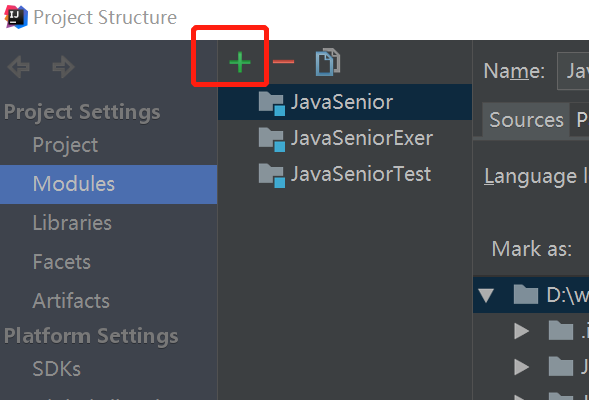 Project Structure
Project Settings
Project
Modules
Libraries
Facets
Artifacts
Platform Settings
SDKs
JavaSenior
JavaSeniorExer
JavaSeniorTest
Name: Jav
Sources P
Language l
Mark as:
D:\w
.i
J